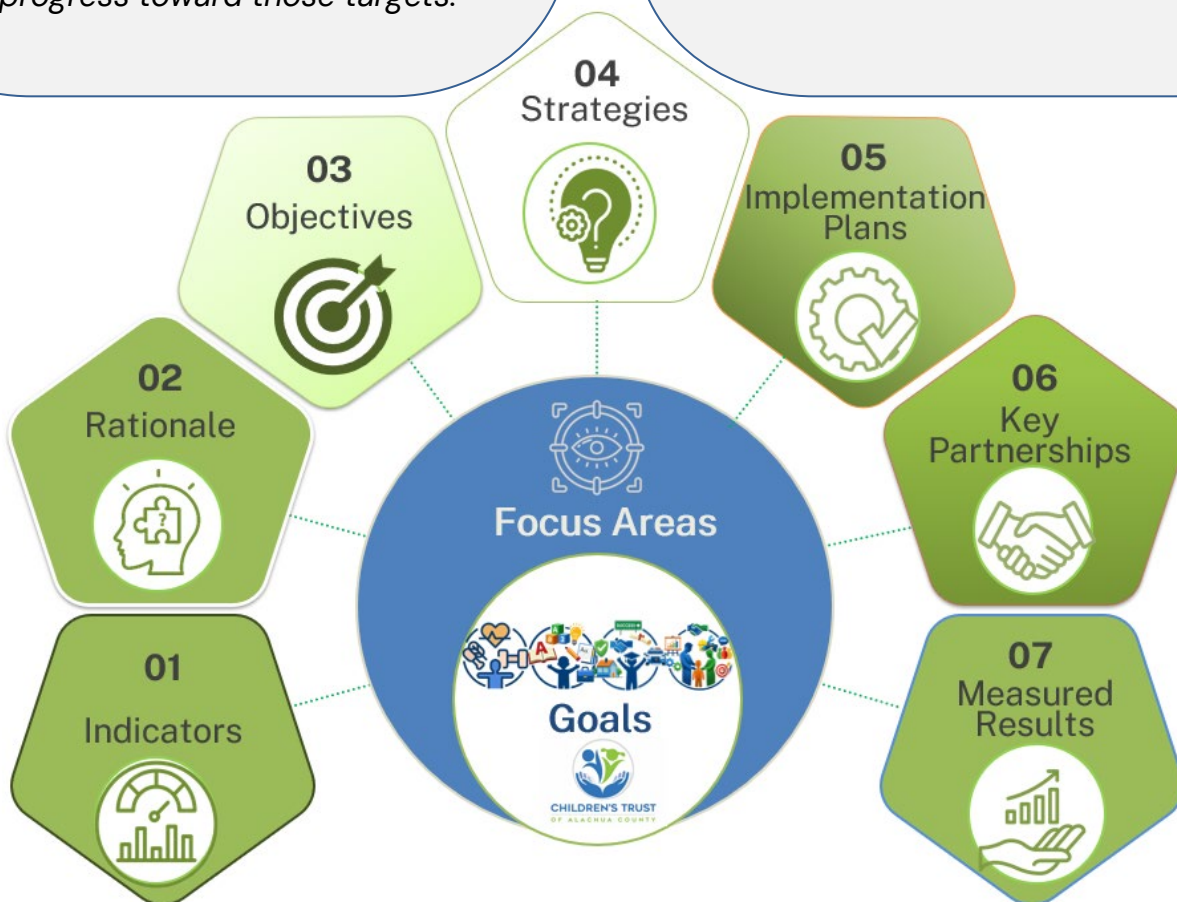 progress toward those targets.
04
Strategies
03
Objectives
05
Implementation
Plans
02
Rationale
06
Key
Partnerships
Focus Areas
01
Indicators
07
Measured
Results
Goals
CHILDREN'S TRUST
OF ALACHUA COUNTY